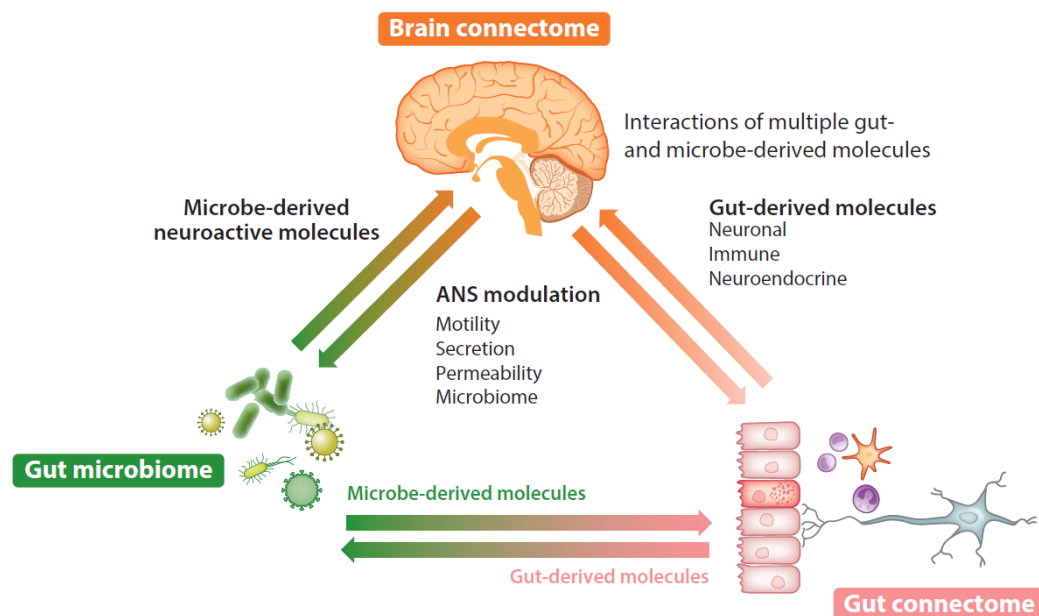 Brain connectome
Interactions of multiple gut-
and microbe-derived molecules
Microbe-derived
neuroactive molecules
Gut-derived molecules
Neuronal
Immune
Neuroendocrine
ANS modulation
Motility
Secretion
Permeability
Microbiome
Gut microbiome
Microbe-derived molecules
Gut-derived molecules
Gut connectome